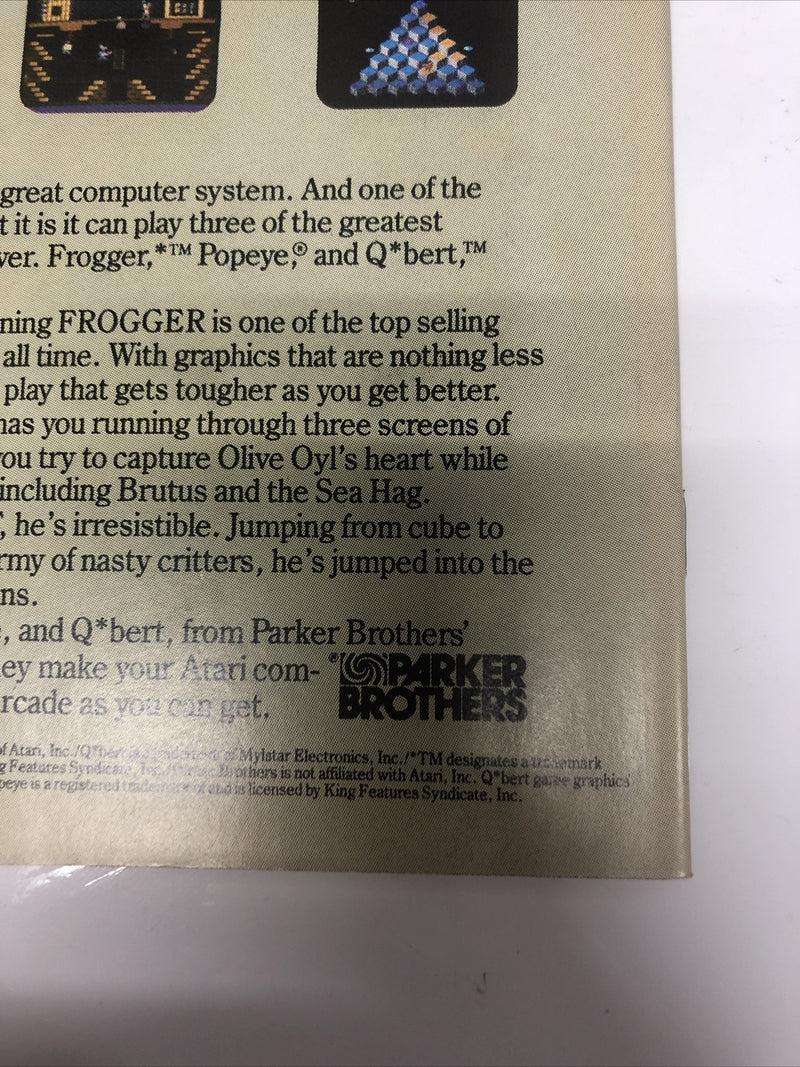 great computer system. And one of the
t it is it can play three of the greatest
ver. Frogger,*™ Popeye,® and Q*bert,™
ning FROGGER is one of the top selling
all time. With graphics that are nothing less
play that gets tougher as you get better.
has you running through three screens of
ou try to capture Olive Oyl's heart while
including Brutus and the Sea Hag.
, he's irresistible. Jumping from cube to
rmy of nasty critters, he's jumped into the
ns.
, and Q*bert, from Parker Brothers'
ey make your Atari com-
rcade as you can get.
PARKER
BROTHERS
of Atari, Inc./Q*bert is a trademark of Mylstar Electronics, Inc./*TM designates a trademark
g Features Syndicate, Inc. Brothers is not affiliated with Atari, Inc. Q*bert game graphics
peye is a registered trademark of and is licensed by King Features Syndicate, Inc.